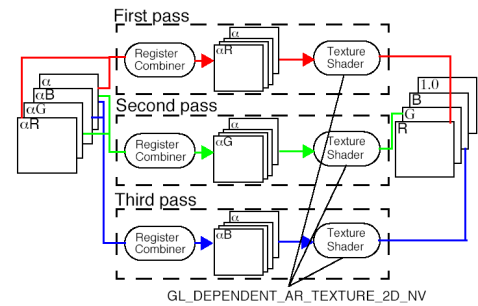 First pass
Register
Combiner
α
αR
Texture
Shader
α
αB
αG
αR
Second pass
Register
Combiner
α
αG
Texture
Shader
1.0
B
G
R
Third pass
Register
Combiner
α
αB
Texture
Shader
GL_DEPENDENT_AR_TEXTURE_2D_NV